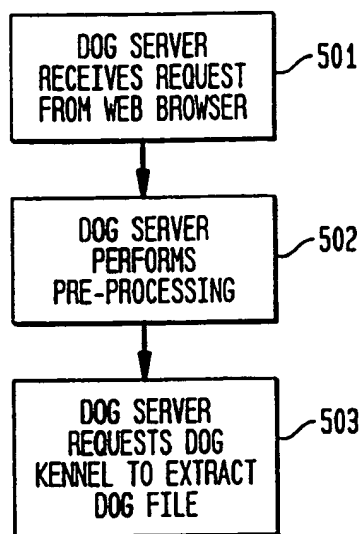 DOG SERVER
RECEIVES REQUEST
FROM WEB BROWSER
501
DOG SERVER
PERFORMS
PRE-PROCESSING
502
DOG SERVER
REQUESTS DOG
KENNEL TO EXTRACT
DOG FILE
503